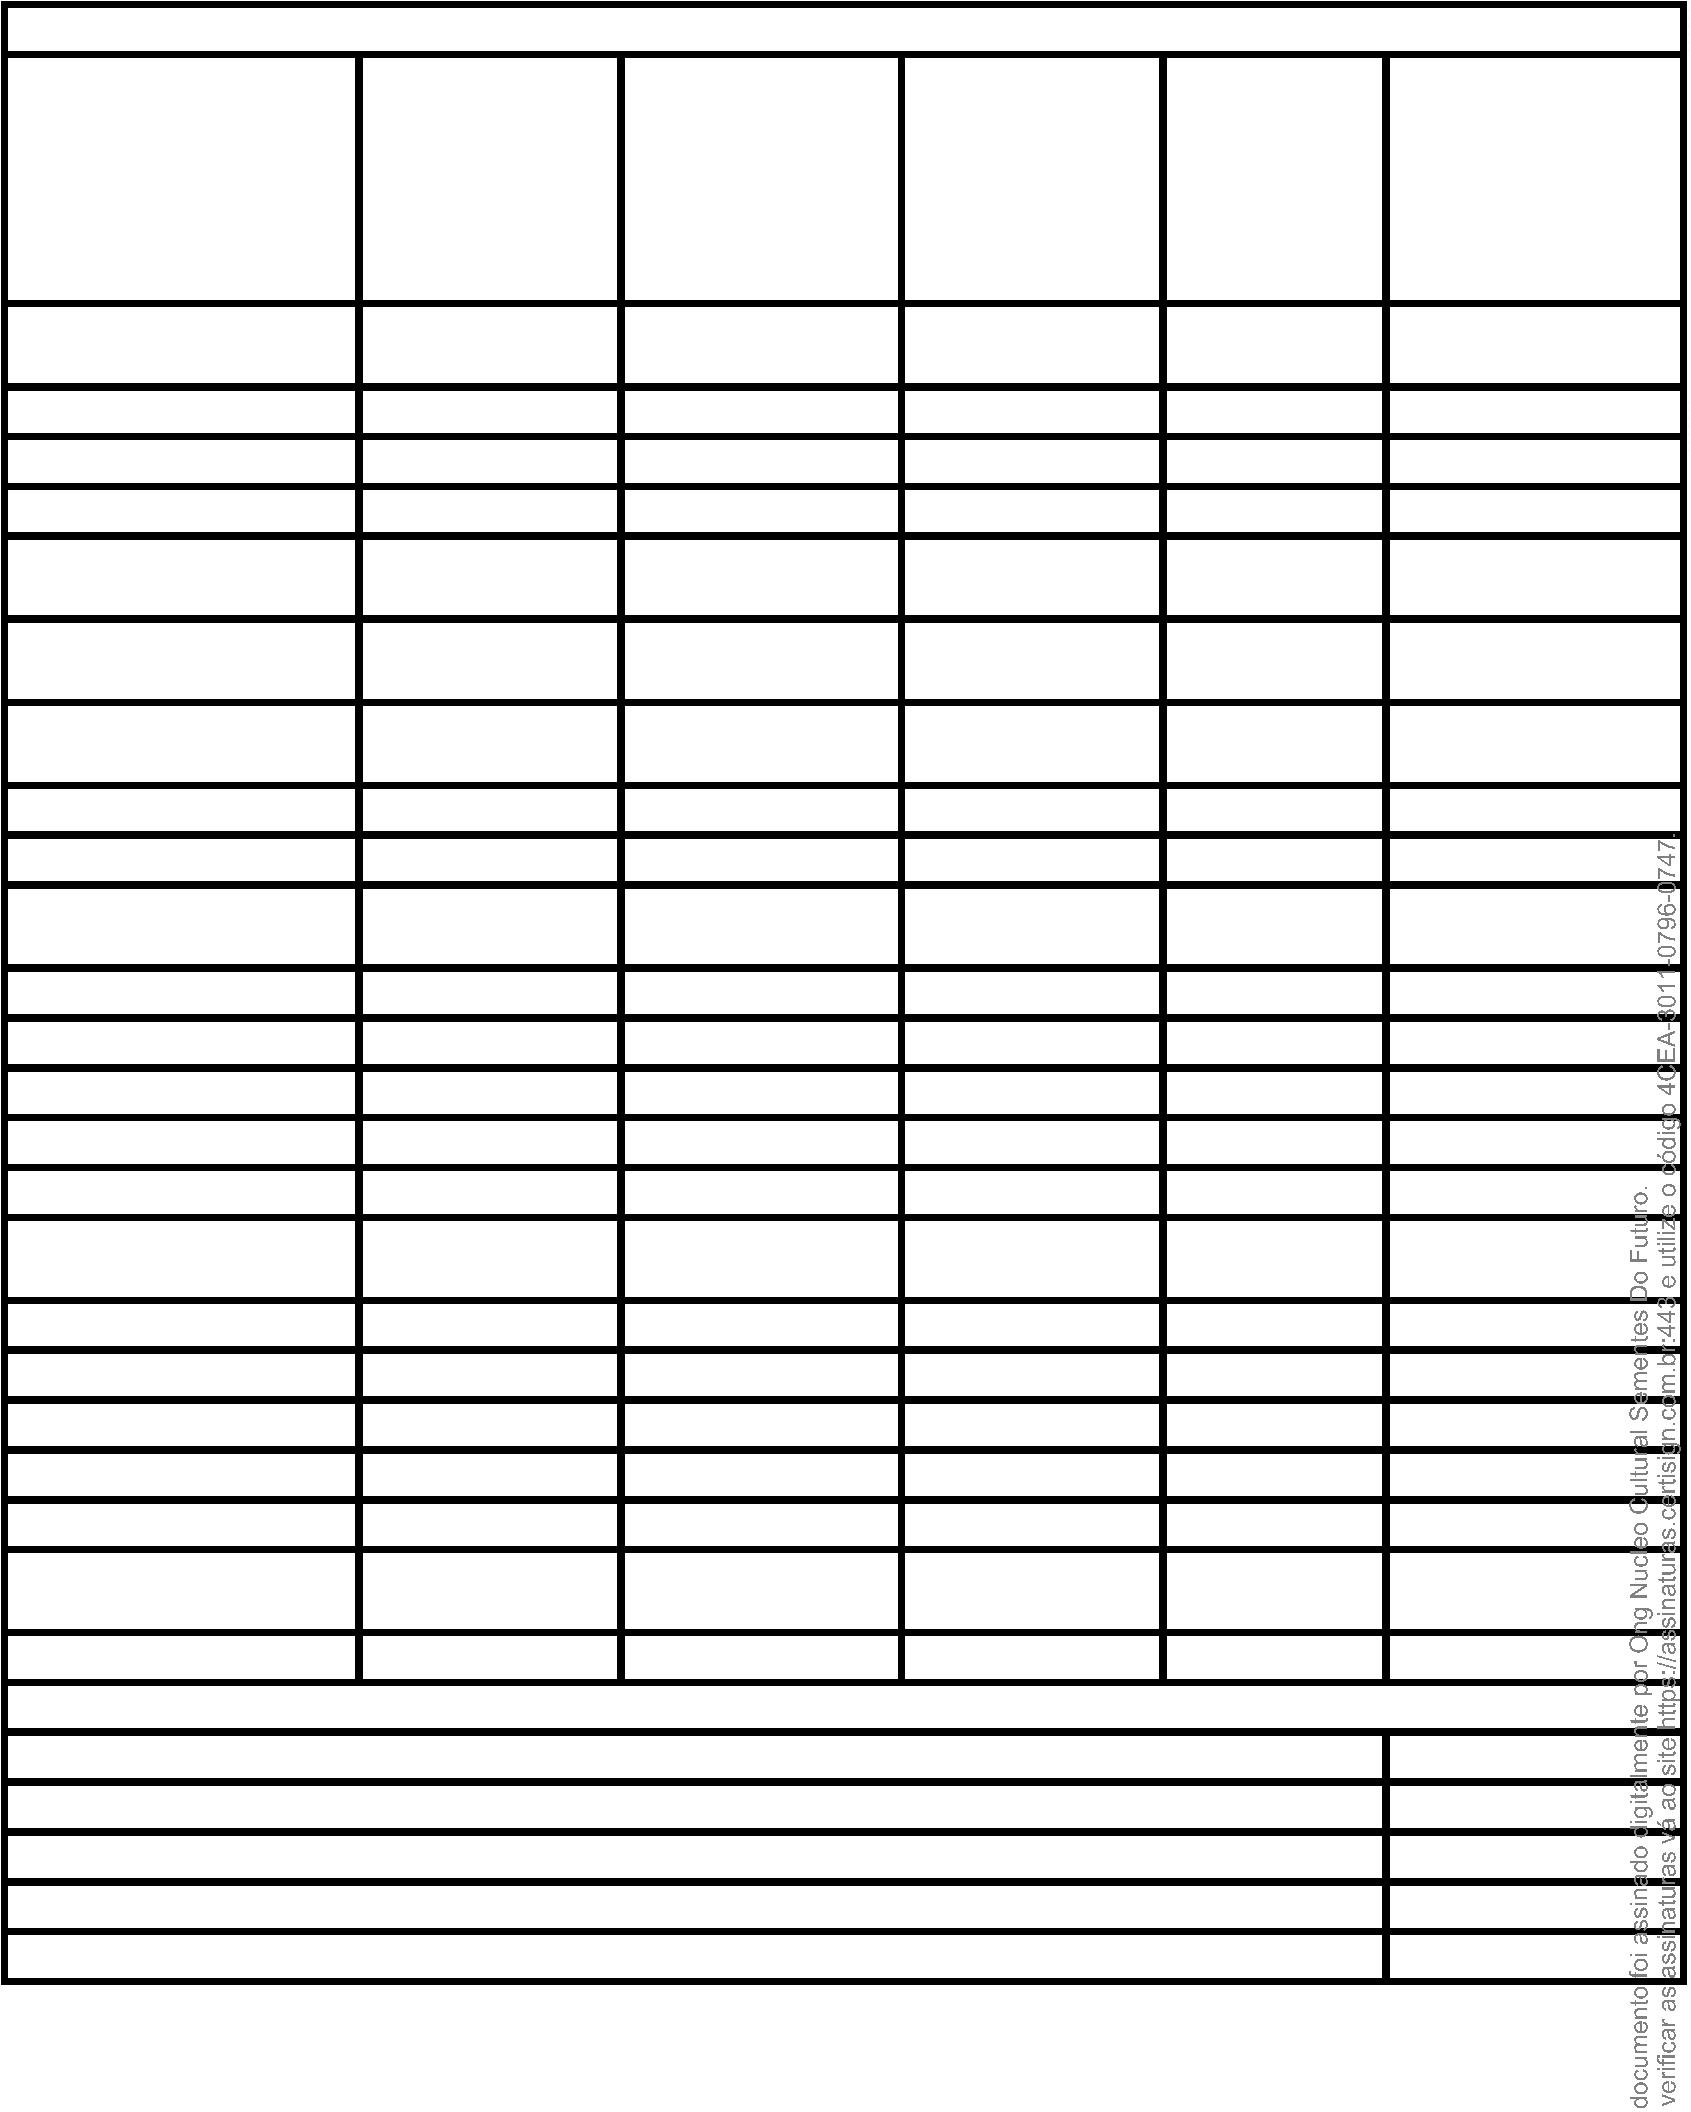 documento foi assinado digitalmente por Ong Nucleo Cultural Sementes Do Futuro.
verificar as assinaturas vá ao site https://assinaturas.certisign.com.br:443 e utilize o código 4CEA-3011-0796-0747.